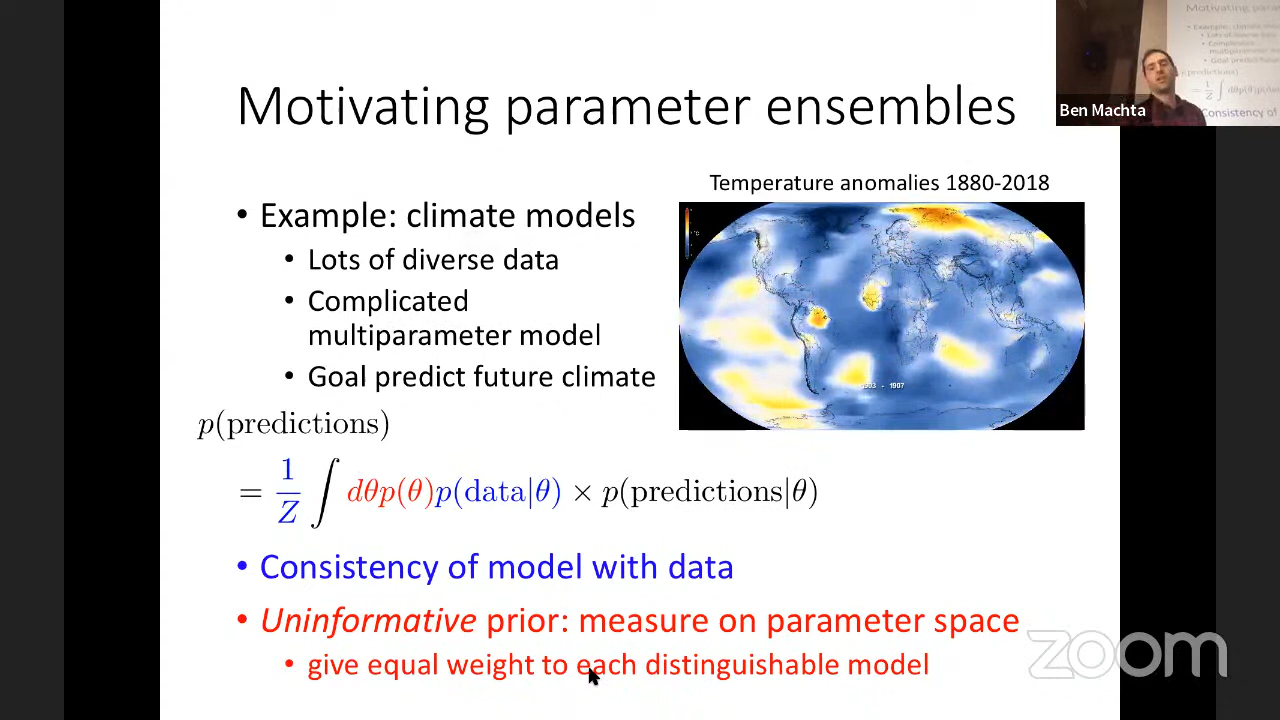 Motivating parameter ensembles
Ben Machta
Temperature anomalies 1880-2018
• Example: climate models
• Lots of diverse data
• Complicated
multiparameter model
• Goal predict future climate
p(predictions)
= 1/Z ∫ dθp(θ)p(data|θ) × p(predictions|θ)
• Consistency of model with data
• Uninformative prior: measure on parameter space
• give equal weight to each distinguishable model
zoom